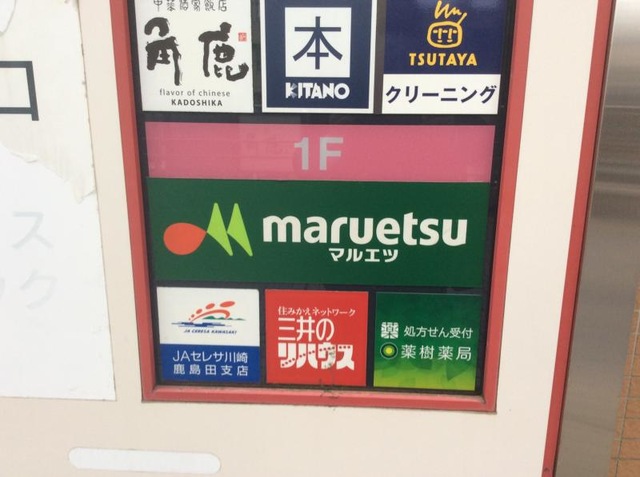 中華酒家飯店
角鹿
flavor of chinese
KADOSHIKA
本
KITANO
TSUTAYA
クリーニング
1F
maruetsu
マルエツ
JA CERESA KAWASAKI
JAセレサ川崎
鹿島田支店
住みかえネットワーク
三井の
リハウス
処方せん受付
薬樹薬局
口